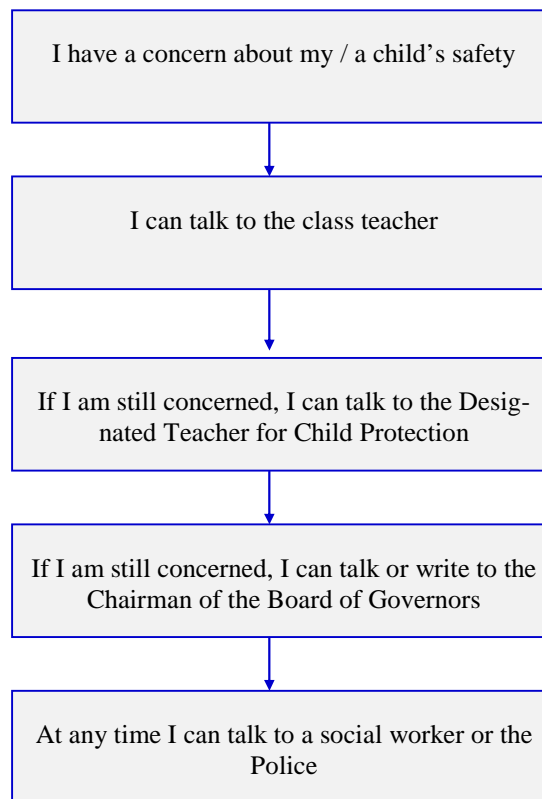 I have a concern about my / a child’s safety
I can talk to the class teacher
If I am still concerned, I can talk to the Desig-
nated Teacher for Child Protection
If I am still concerned, I can talk or write to the
Chairman of the Board of Governors
At any time I can talk to a social worker or the
Police